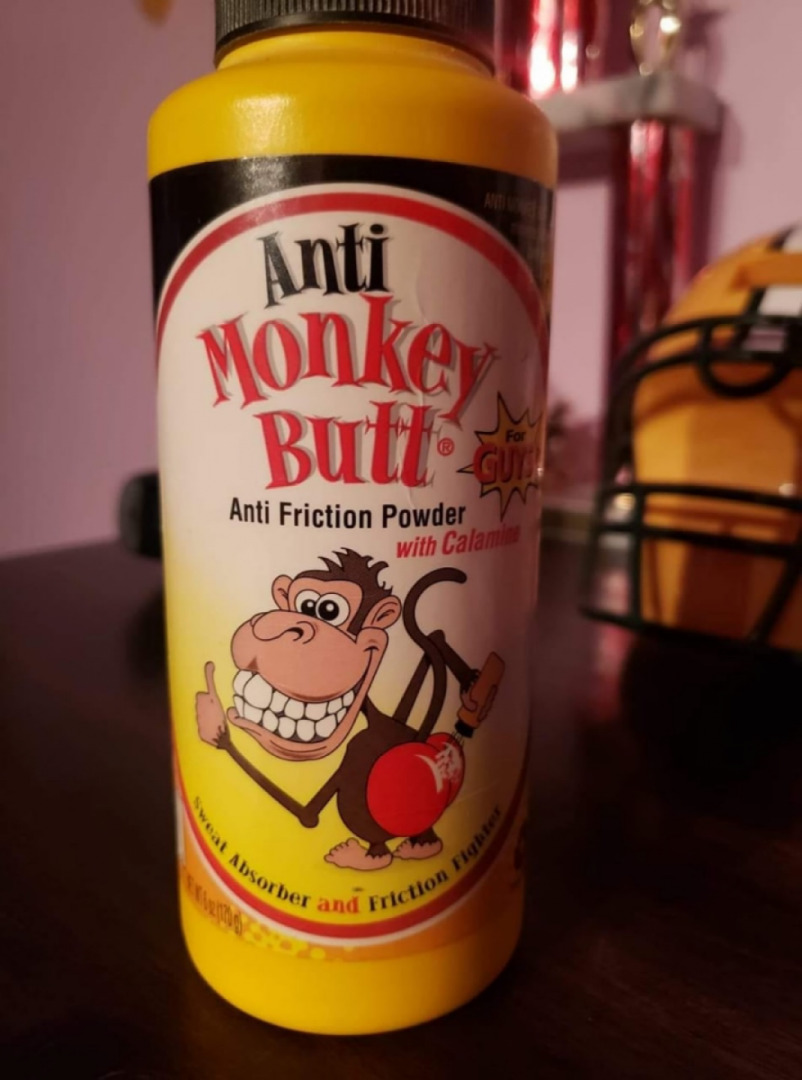 Anti
Monkey
Butt®
For
GUYS!
Anti Friction Powder
with Calamine
Sweat Absorber and Friction Fighter